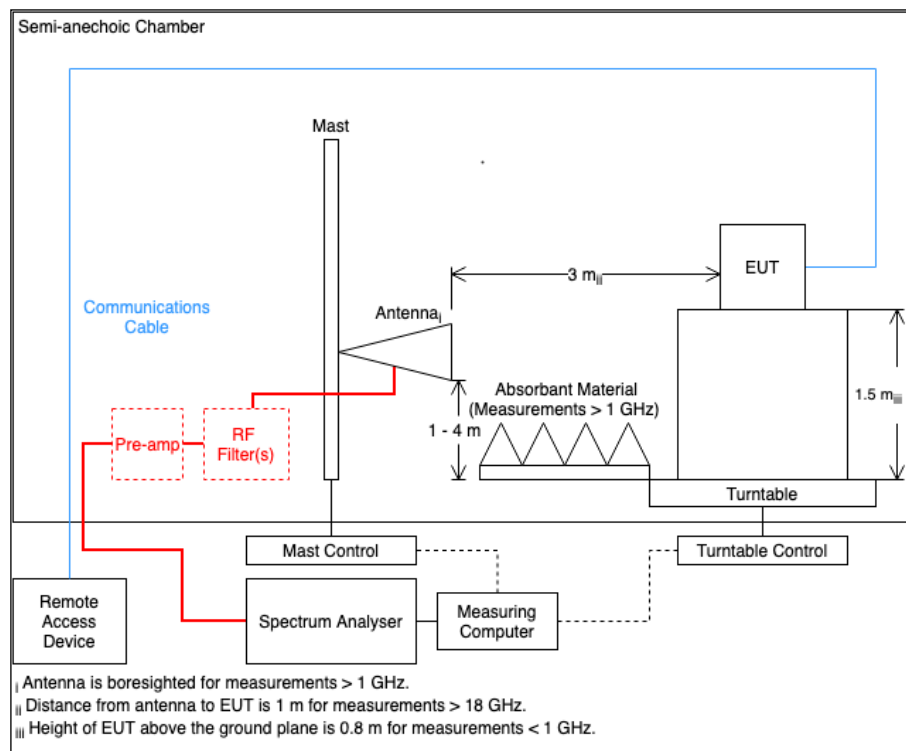 Semi-anechoic Chamber
Mast
EUT
3 mii
Communications
Cable
Antennai
Absorbant Material
(Measurements > 1 GHz)
1.5 miii
1 - 4 m
Pre-amp
RF
Filter(s)
Turntable
Mast Control
Turntable Control
Remote
Access
Device
Spectrum Analyser
Measuring
Computer
i Antenna is boresighted for measurements > 1 GHz.
ii Distance from antenna to EUT is 1 m for measurements > 18 GHz.
iii Height of EUT above the ground plane is 0.8 m for measurements < 1 GHz.